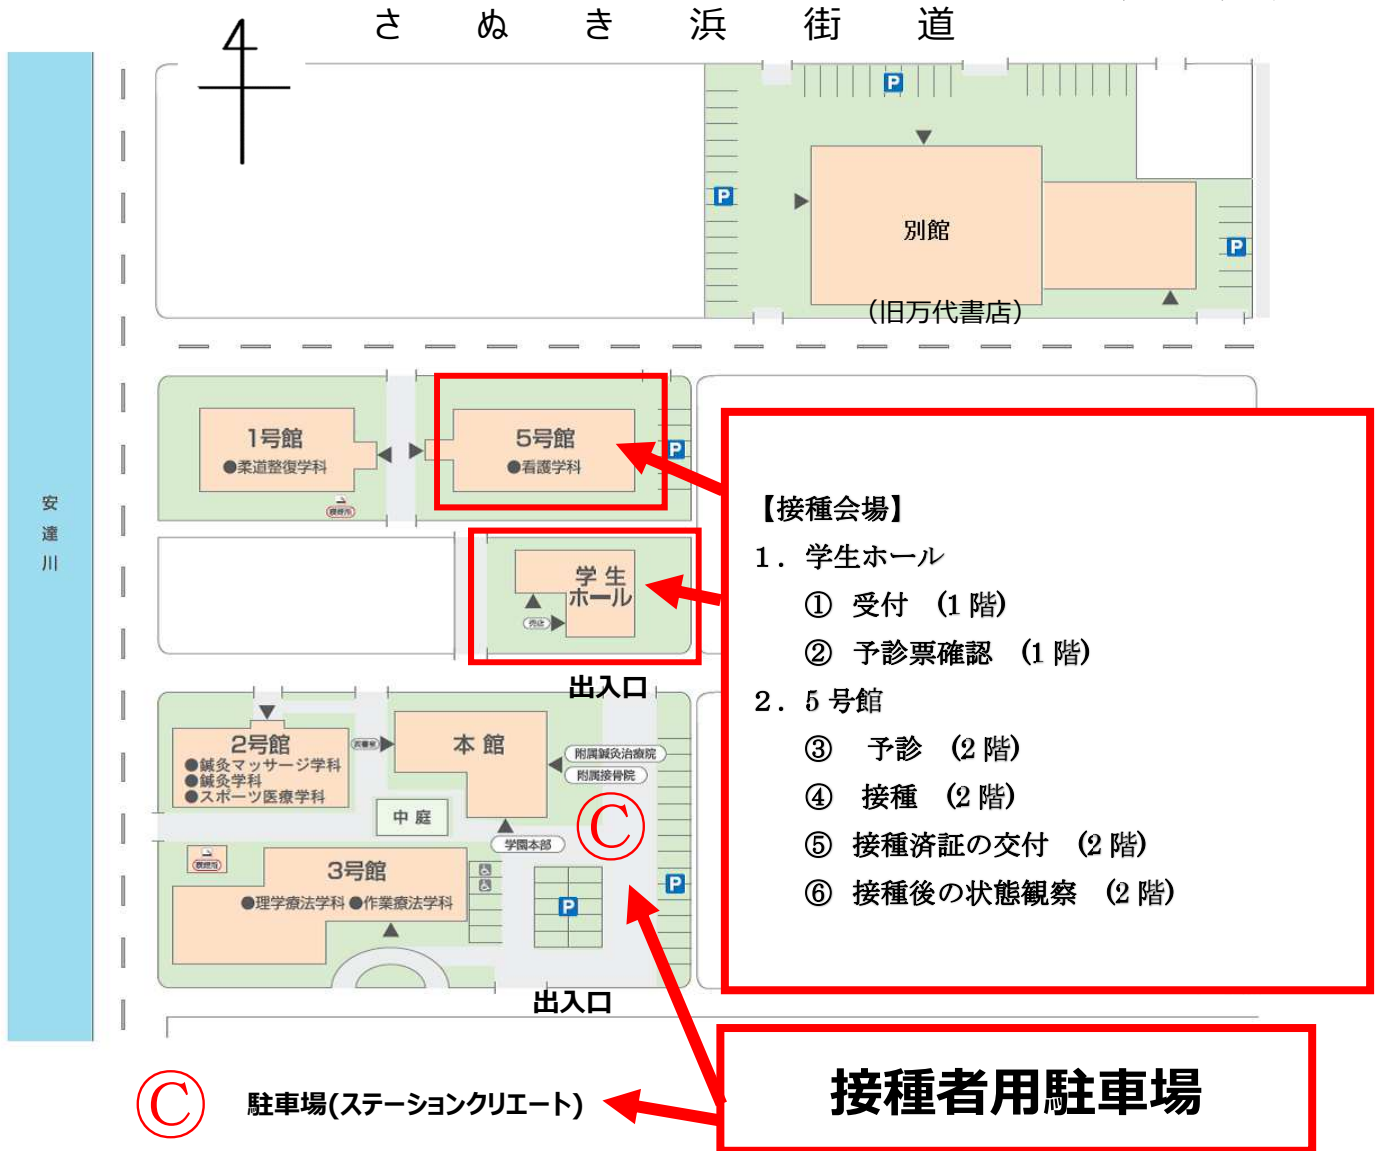 さぬき浜街道
4
P
P
P
別館
(旧万代書店)
1号館
●柔道整復学科
5号館
●看護学科
P
安達川
学生
ホール
売店
出入口
【接種会場】
1. 学生ホール
① 受付 (1階)
② 予診票確認 (1階)
2. 5号館
③ 予診 (2階)
④ 接種 (2階)
⑤ 接種済証の交付 (2階)
⑥ 接種後の状態観察 (2階)
2号館
●鍼灸マッサージ学科
●鍼灸学科
●スポーツ医療学科
本館
附属鍼灸治療院
附属接骨院
中庭
学園本部
Ⓒ
3号館
●理学療法学科 ●作業療法学科
P
P
出入口
Ⓒ 駐車場(ステーションクリエート)
接種者用駐車場